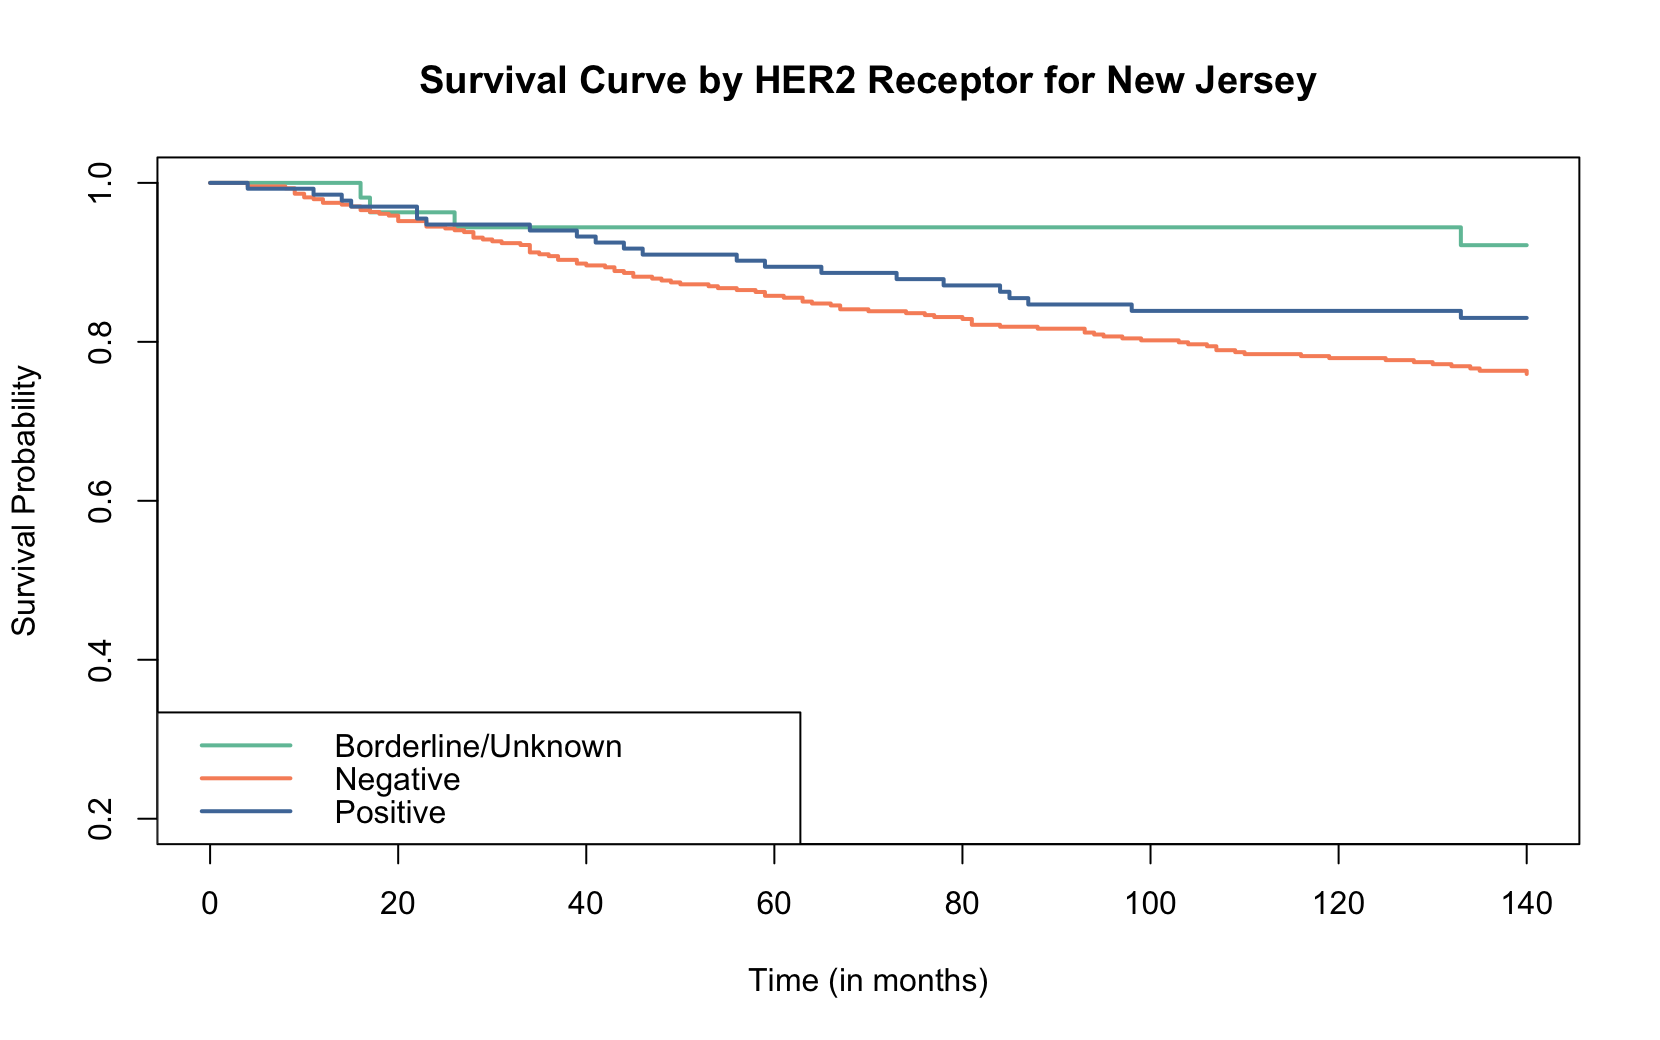 Survival Curve by HER2 Receptor for New Jersey
Survival Probability
1.0
0.8
0.6
0.4
0.2
Borderline/Unknown
Negative
Positive
0 20 40 60 80 100 120 140
Time (in months)